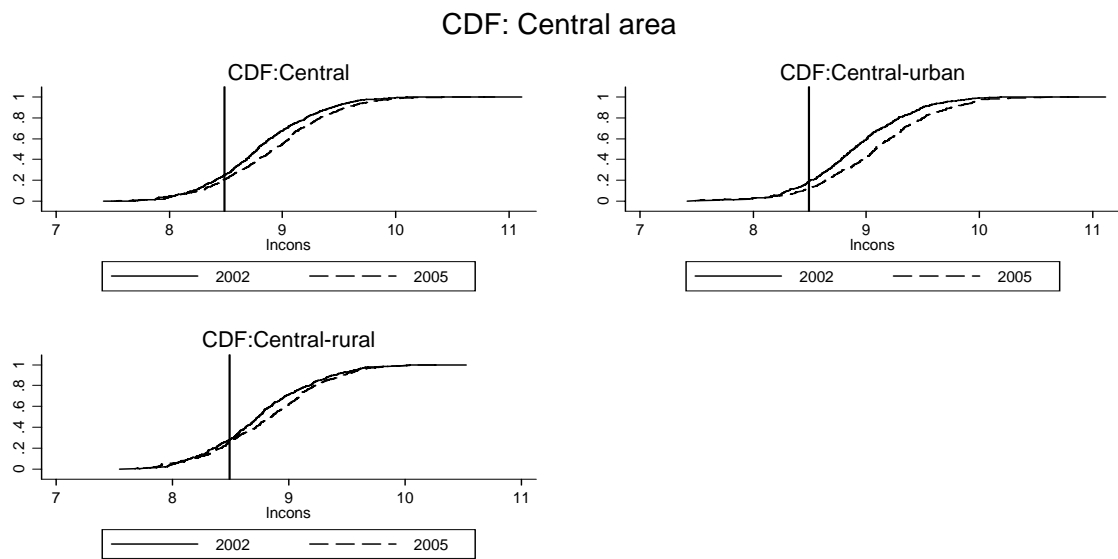 CDF: Central area
CDF:Central
0 .2 .4 .6 .8 1
7 8 9 10 11
lncons
2002 2005
CDF:Central-urban
0 .2 .4 .6 .8 1
7 8 9 10 11
lncons
2002 2005
CDF:Central-rural
0 .2 .4 .6 .8 1
7 8 9 10 11
lncons
2002 2005